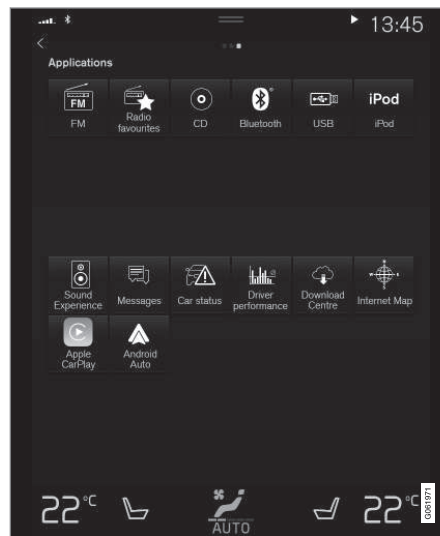 13:45
Applications
FM
FM
Radio
favourites
CD
Bluetooth
USB
iPod
iPod
Sound
Experience
Messages
Car status
Driver
performance
Download
Centre
Internet Map
Apple
CarPlay
Android
Auto
22°C
AUTO
22°C
G061971